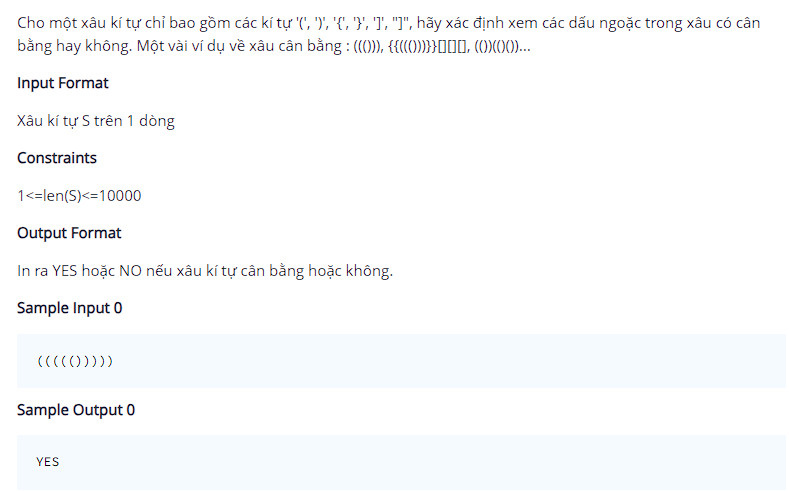 Cho một xâu kí tự chỉ bao gồm các kí tự '(', ')', '{', '}', ']', "]", hãy xác định xem các dấu ngoặc trong xâu có cân
bằng hay không. Một vài ví dụ về xâu cân bằng : ((())), {{((()))}}[][][], (())(()())...
Input Format
Xâu kí tự S trên 1 dòng
Constraints
1<=len(S)<=10000
Output Format
In ra YES hoặc NO nếu xâu kí tự cân bằng hoặc không.
Sample Input 0
((((()))))
Sample Output 0
YES